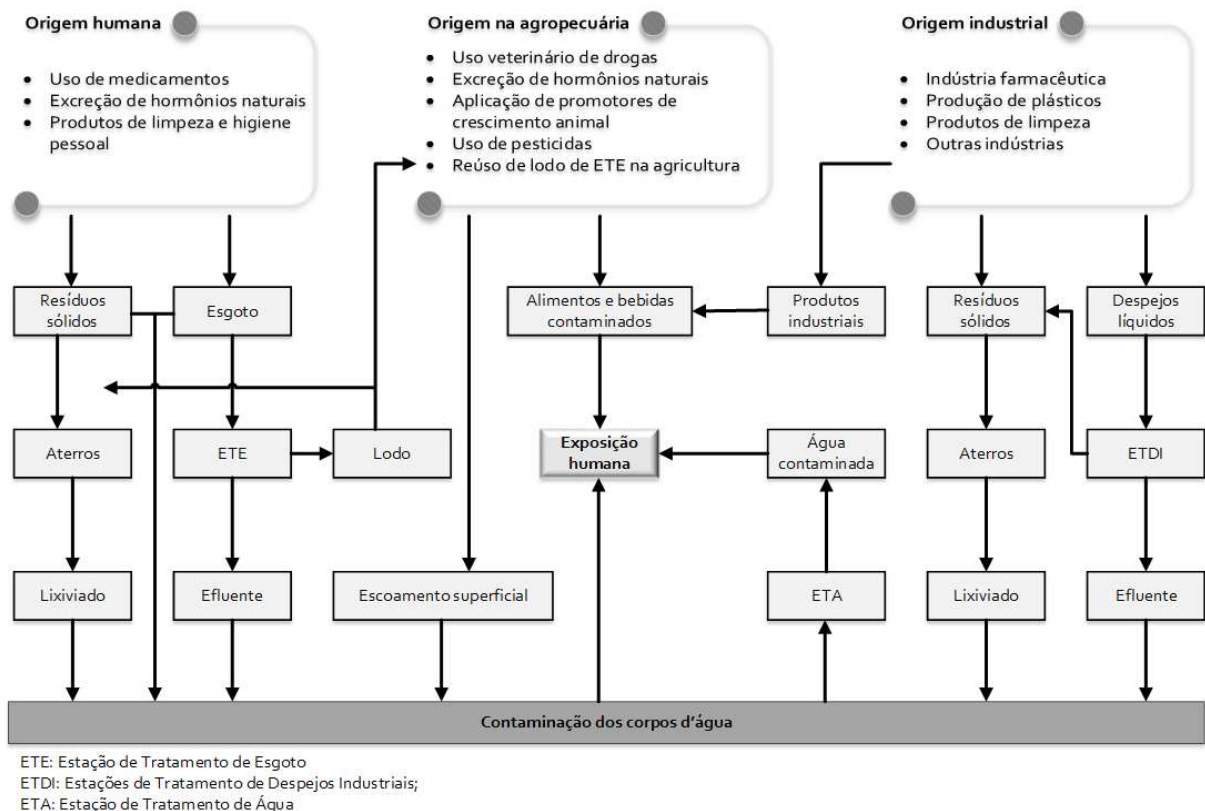 Origem humana
• Uso de medicamentos
• Excreção de hormônios naturais
• Produtos de limpeza e higiene
pessoal
Origem na agropecuária
• Uso veterinário de drogas
• Excreção de hormônios naturais
• Aplicação de promotores de
crescimento animal
• Uso de pesticidas
• Reúso de lodo de ETE na agricultura
Origem industrial
• Indústria farmacêutica
• Produção de plásticos
• Produtos de limpeza
• Outras indústrias
Resíduos
sólidos
Esgoto
Alimentos e bebidas
contaminados
Produtos
industriais
Resíduos
sólidos
Despejos
líquidos
Aterros
ETE
Lodo
Exposição
humana
Água
contaminada
Aterros
ETDI
Lixiviado
Efluente
Escoamento superficial
ETA
Lixiviado
Efluente
Contaminação dos corpos d'água
ETE: Estação de Tratamento de Esgoto
ETDI: Estações de Tratamento de Despejos Industriais;
ETA: Estação de Tratamento de Água